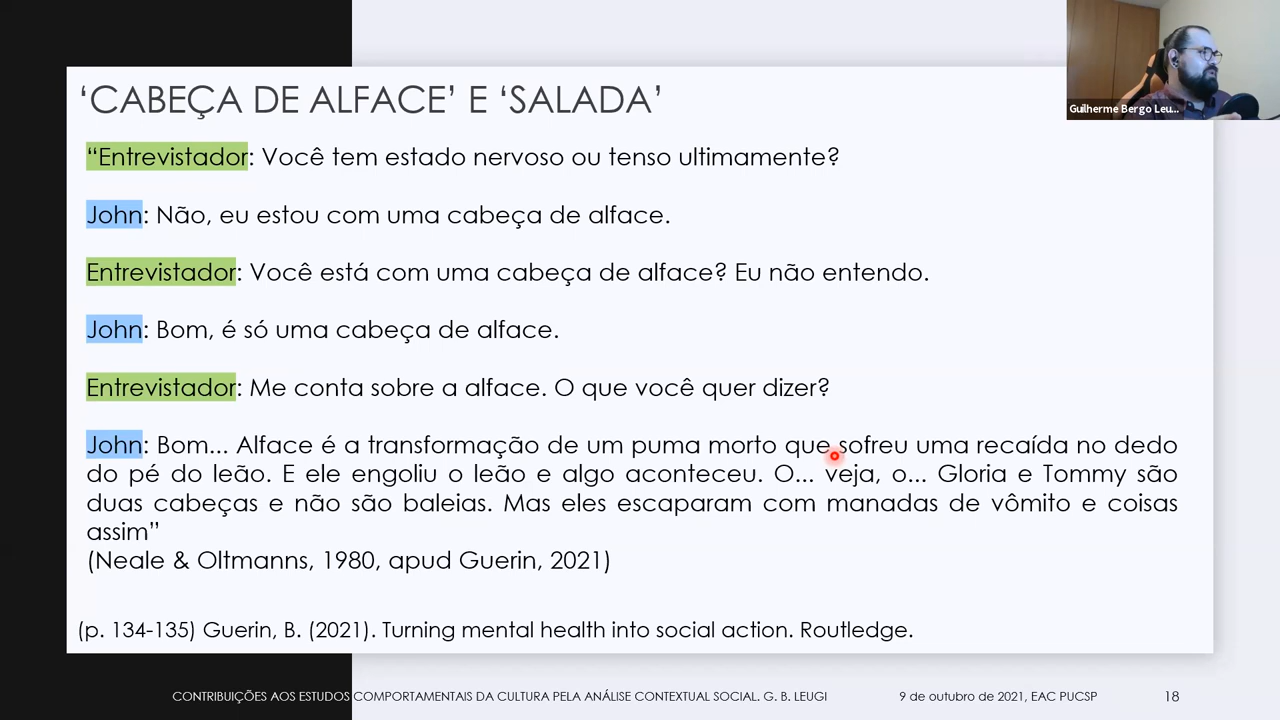 ‘CABEÇA DE ALFACE’ E ‘SALADA’
Guilherme Bergo Leu...
“Entrevistador: Você tem estado nervoso ou tenso ultimamente?
John: Não, eu estou com uma cabeça de alface.
Entrevistador: Você está com uma cabeça de alface? Eu não entendo.
John: Bom, é só uma cabeça de alface.
Entrevistador: Me conta sobre a alface. O que você quer dizer?
John: Bom... Alface é a transformação de um puma morto que sofreu uma recaída no dedo
do pé do leão. E ele engoliu o leão e algo aconteceu. O... veja, o... Gloria e Tommy são
duas cabeças e não são baleias. Mas eles escaparam com manadas de vômito e coisas
assim”
(Neale & Oltmanns, 1980, apud Guerin, 2021)
(p. 134-135) Guerin, B. (2021). Turning mental health into social action. Routledge.
CONTRIBUIÇÕES AOS ESTUDOS COMPORTAMENTAIS DA CULTURA PELA ANÁLISE CONTEXTUAL SOCIAL. G. B. LEUGI
9 de outubro de 2021, EAC PUCSP
18